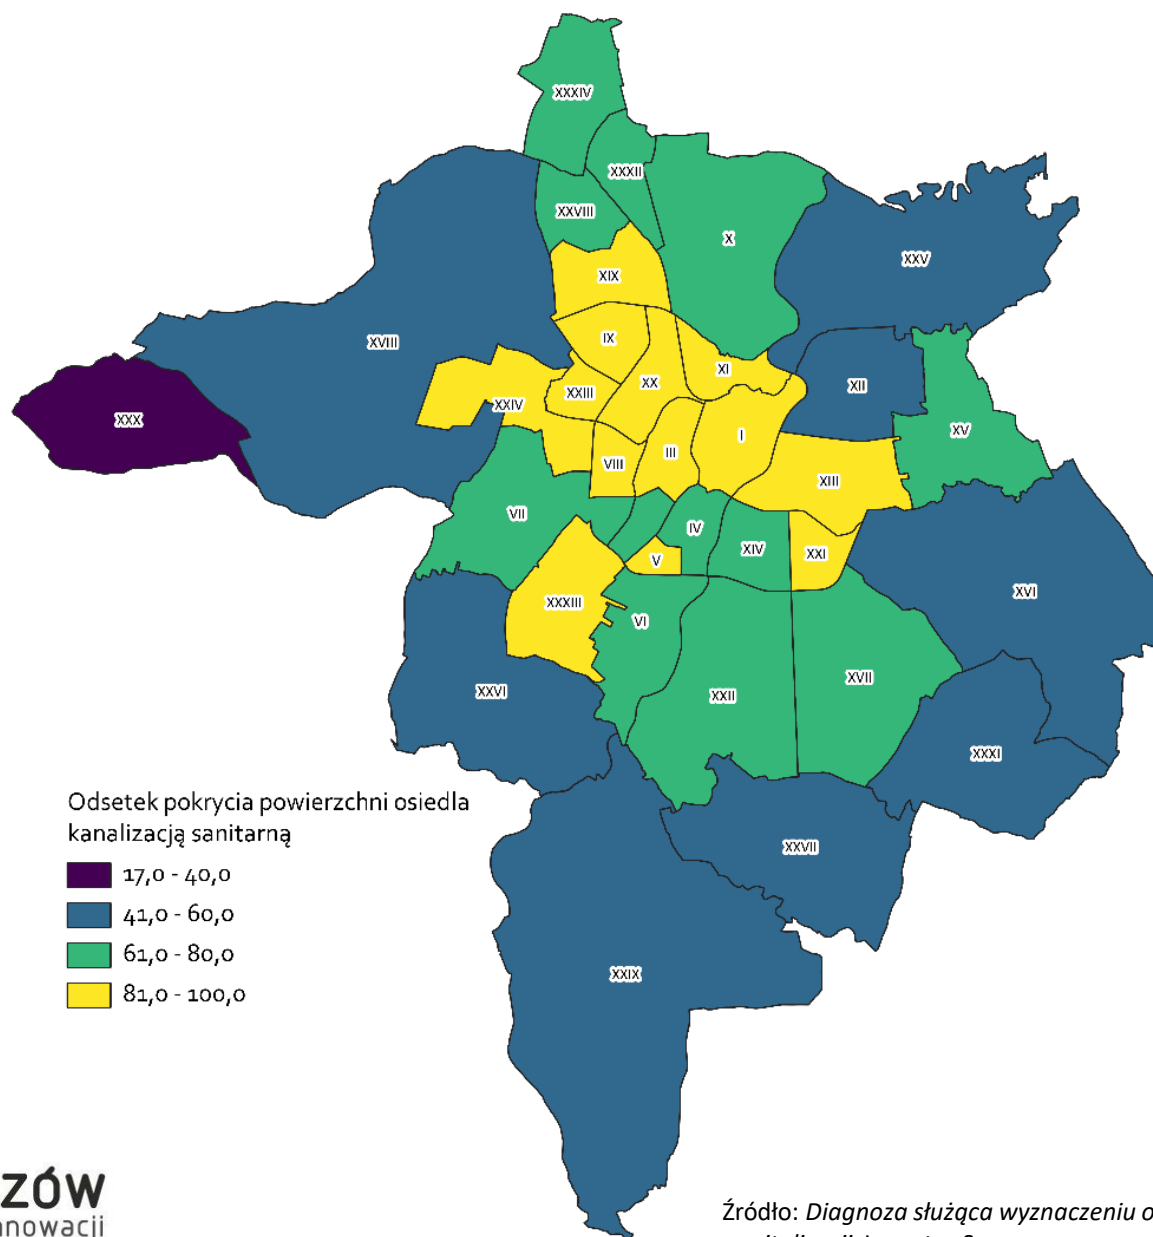 XXXIV
XXXII
XXVIII
X
XXV
XIX
IX
XVIII
XI
XII
XX
XXIII
XXIV
XXX
XV
I
III
VIII
XIII
VII
IV
XIV
XXI
V
XVI
XXXIII
VI
XVII
XXVI
XXII
XXXI
Odsetek pokrycia powierzchni osiedla
kanalizacją sanitarną
17,0 - 40,0
41,0 - 60,0
61,0 - 80,0
81,0 - 100,0
XXVII
XXIX
ZÓW
nowacji
Źródło: Diagnoza służąca wyznaczeniu o